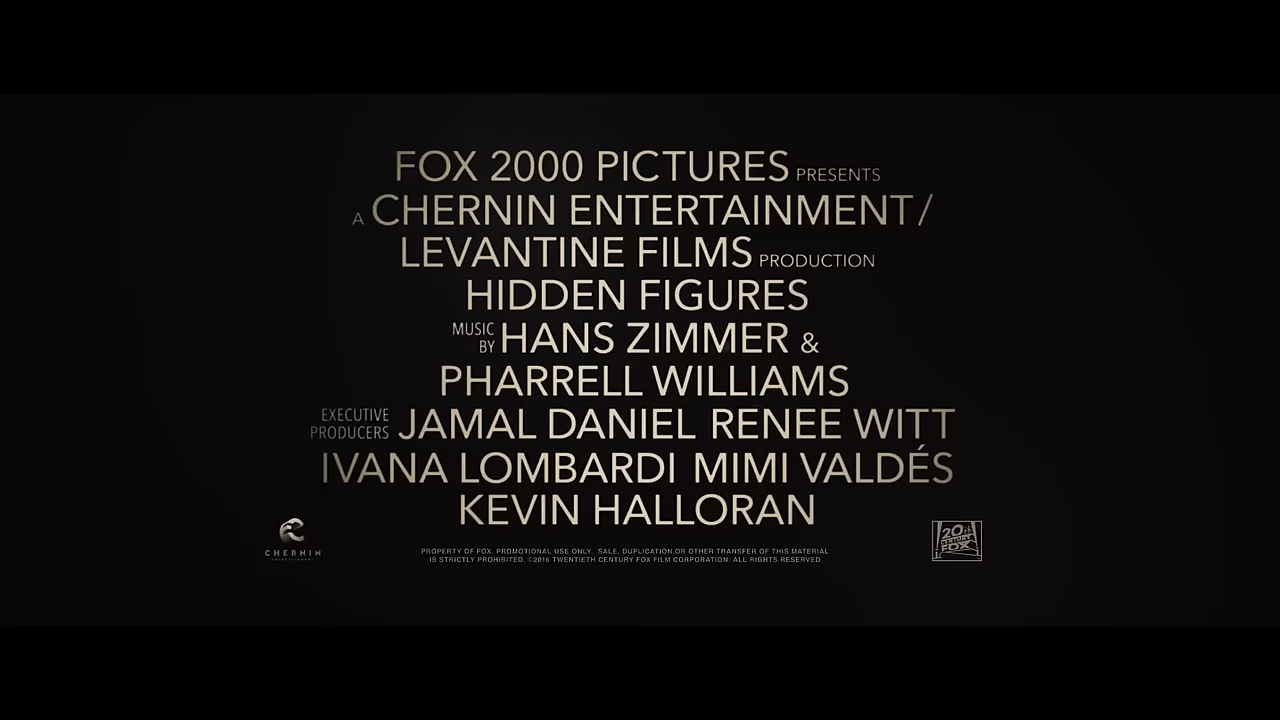 FOX 2000 PICTURES PRESENTS
A CHERNIN ENTERTAINMENT/
LEVANTINE FILMS PRODUCTION
HIDDEN FIGURES
MUSIC BY HANS ZIMMER &
PHARRELL WILLIAMS
EXECUTIVE PRODUCERS JAMAL DANIEL RENEE WITT
IVANA LOMBARDI MIMI VALDÉS
KEVIN HALLORAN
CHERNIN
ENTERTAINMENT
PROPERTY OF FOX. PROMOTIONAL USE ONLY. SALE, DUPLICATION,OR OTHER TRANSFER OF THIS MATERIAL
IS STRICTLY PROHIBITED. ©2016 TWENTIETH CENTURY FOX FILM CORPORATION. ALL RIGHTS RESERVED
20th
CENTURY
FOX